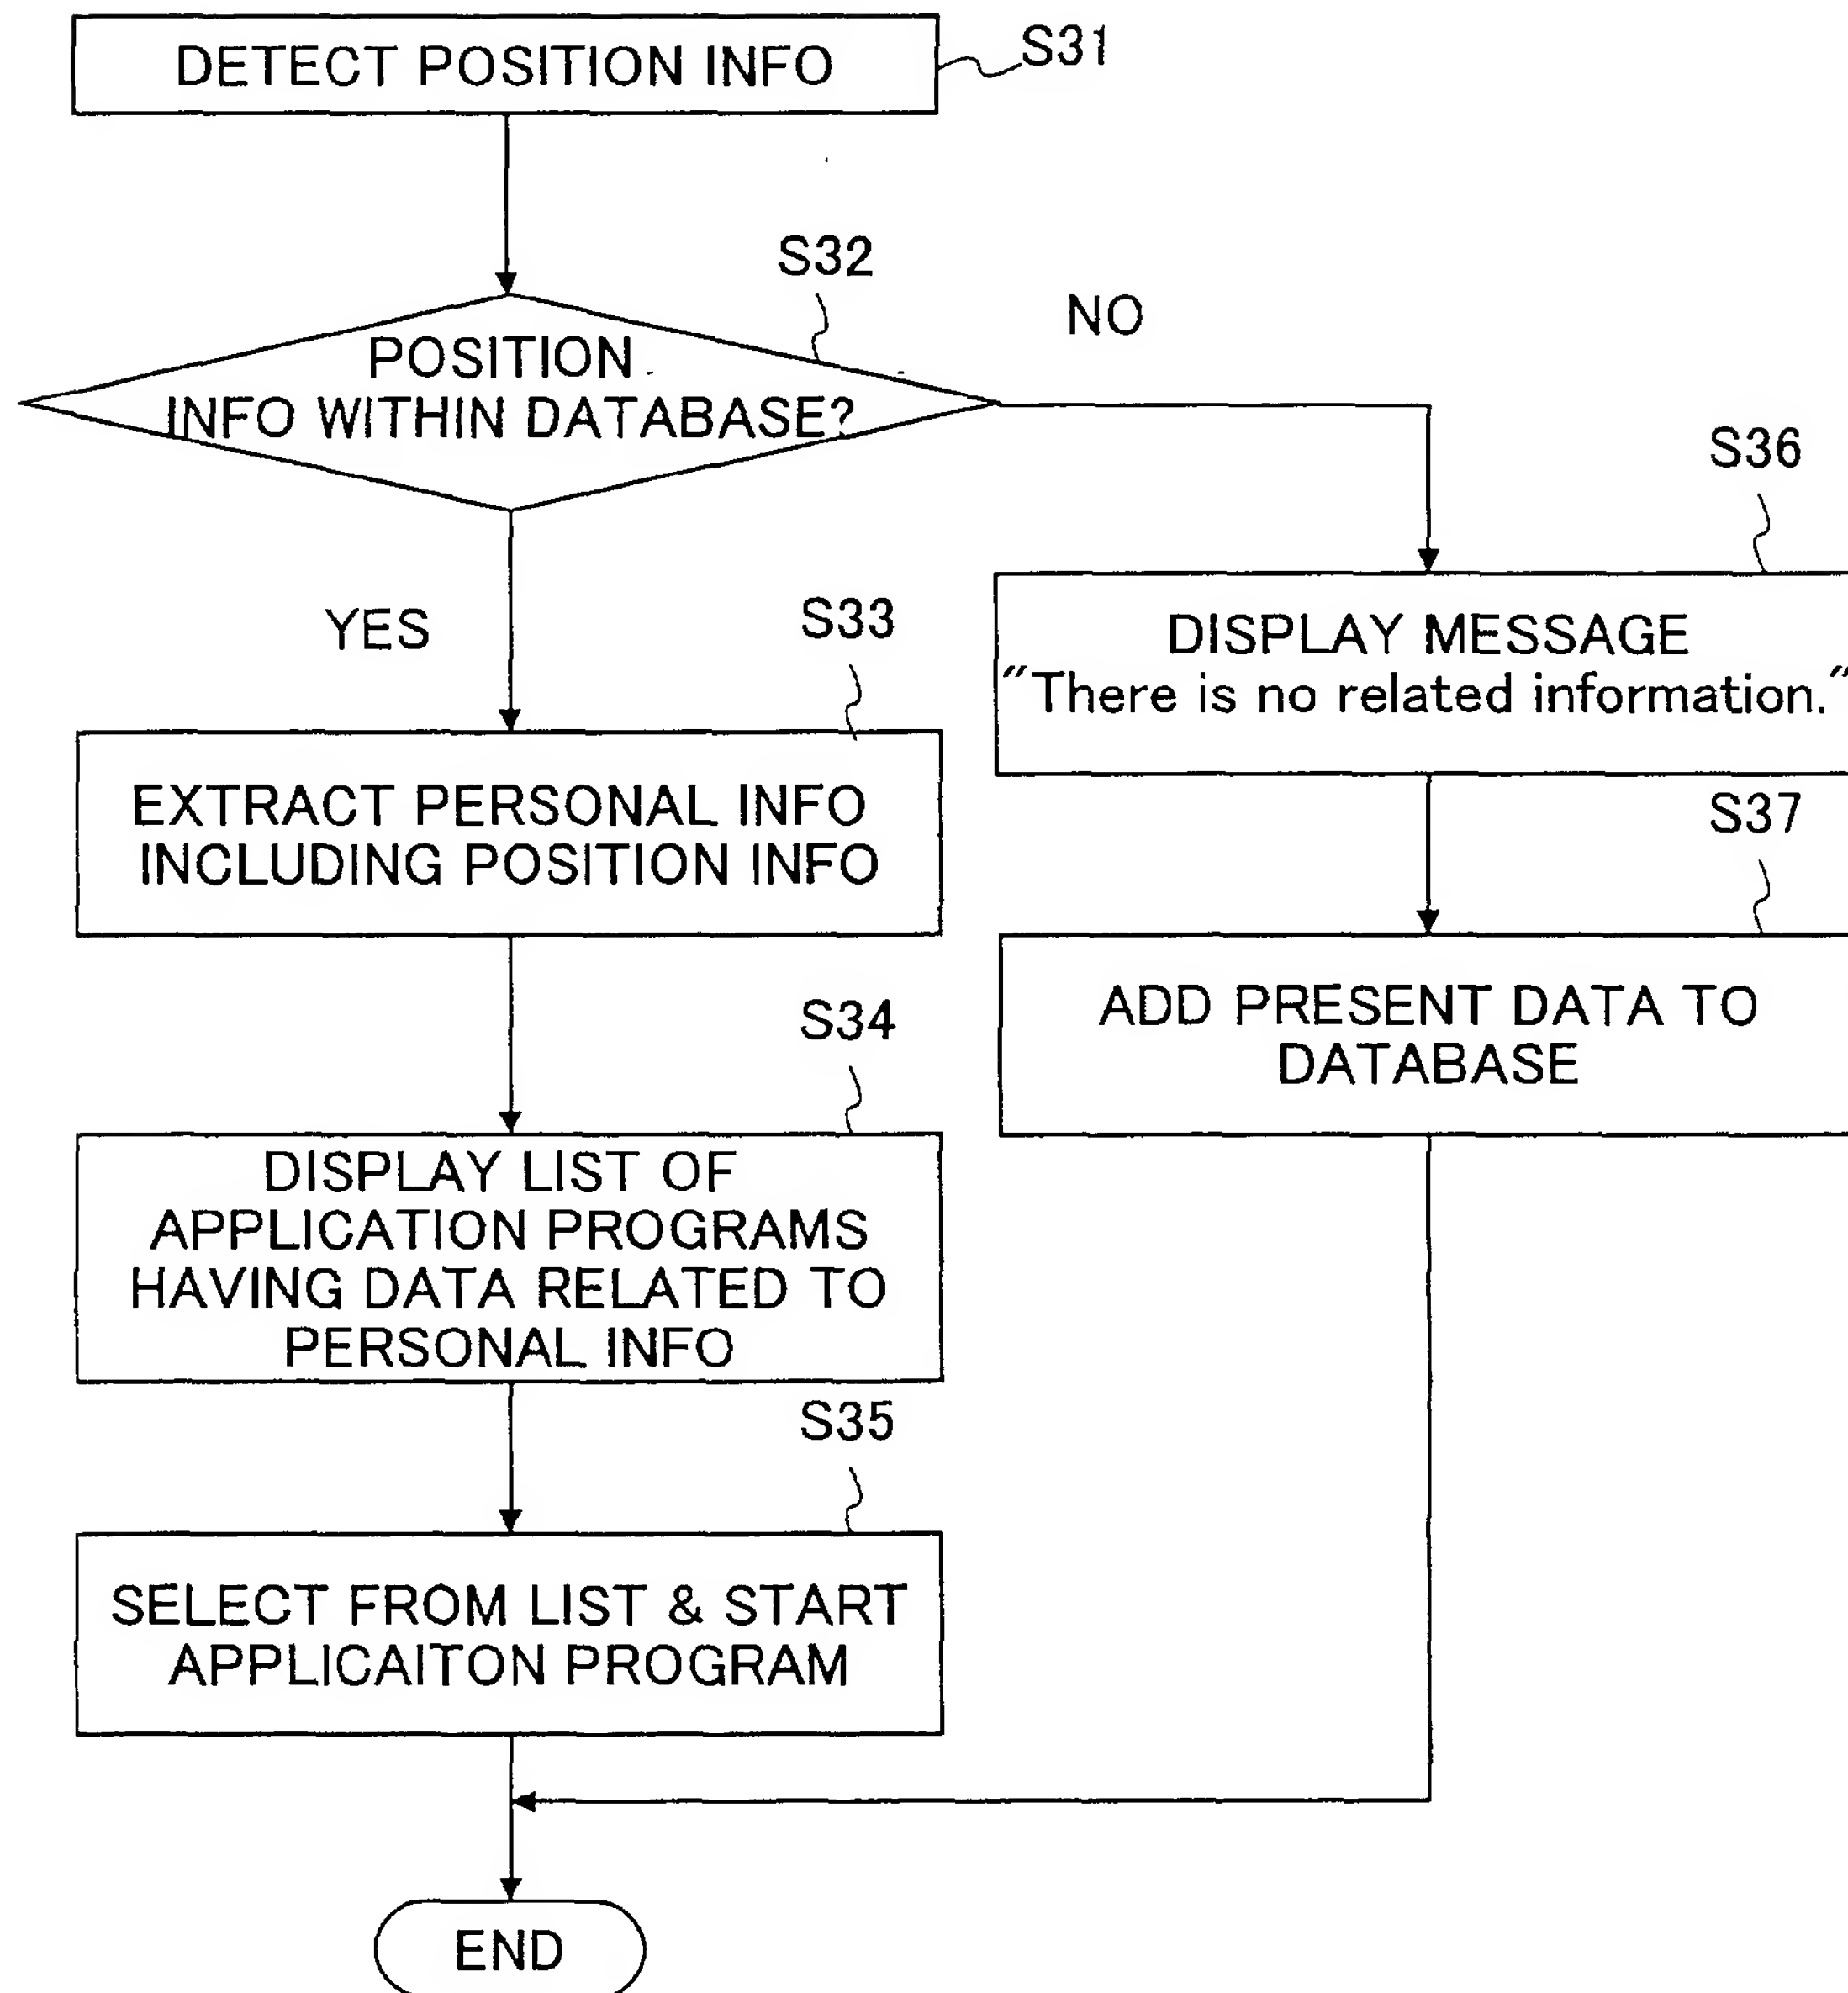 DETECT POSITION INFO
S31
S32
POSITION
INFO WITHIN DATABASE?
NO
YES
S33
EXTRACT PERSONAL INFO
INCLUDING POSITION INFO
S34
DISPLAY LIST OF
APPLICATION PROGRAMS
HAVING DATA RELATED TO
PERSONAL INFO
S35
SELECT FROM LIST & START
APPLICAITON PROGRAM
S36
DISPLAY MESSAGE
"There is no related information."
S37
ADD PRESENT DATA TO
DATABASE
END